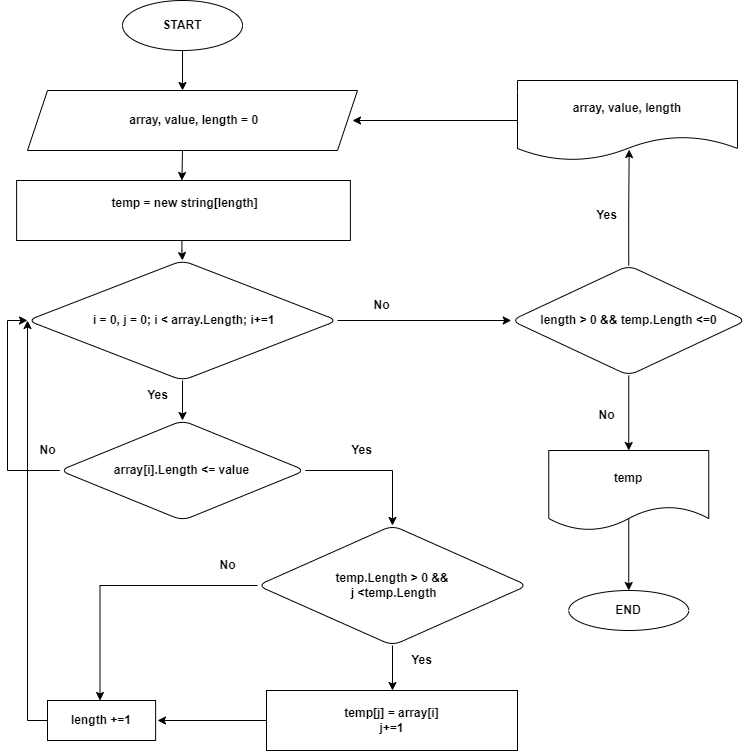 START
array, value, length = 0
array, value, length
temp = new string[length]
Yes
i = 0, j = 0; i < array.Length; i+=1
No
length > 0 && temp.Length <=0
Yes
No
No
array[i].Length <= value
Yes
temp
No
temp.Length > 0 &&
j <temp.Length
END
Yes
length +=1
temp[j] = array[i]
j+=1